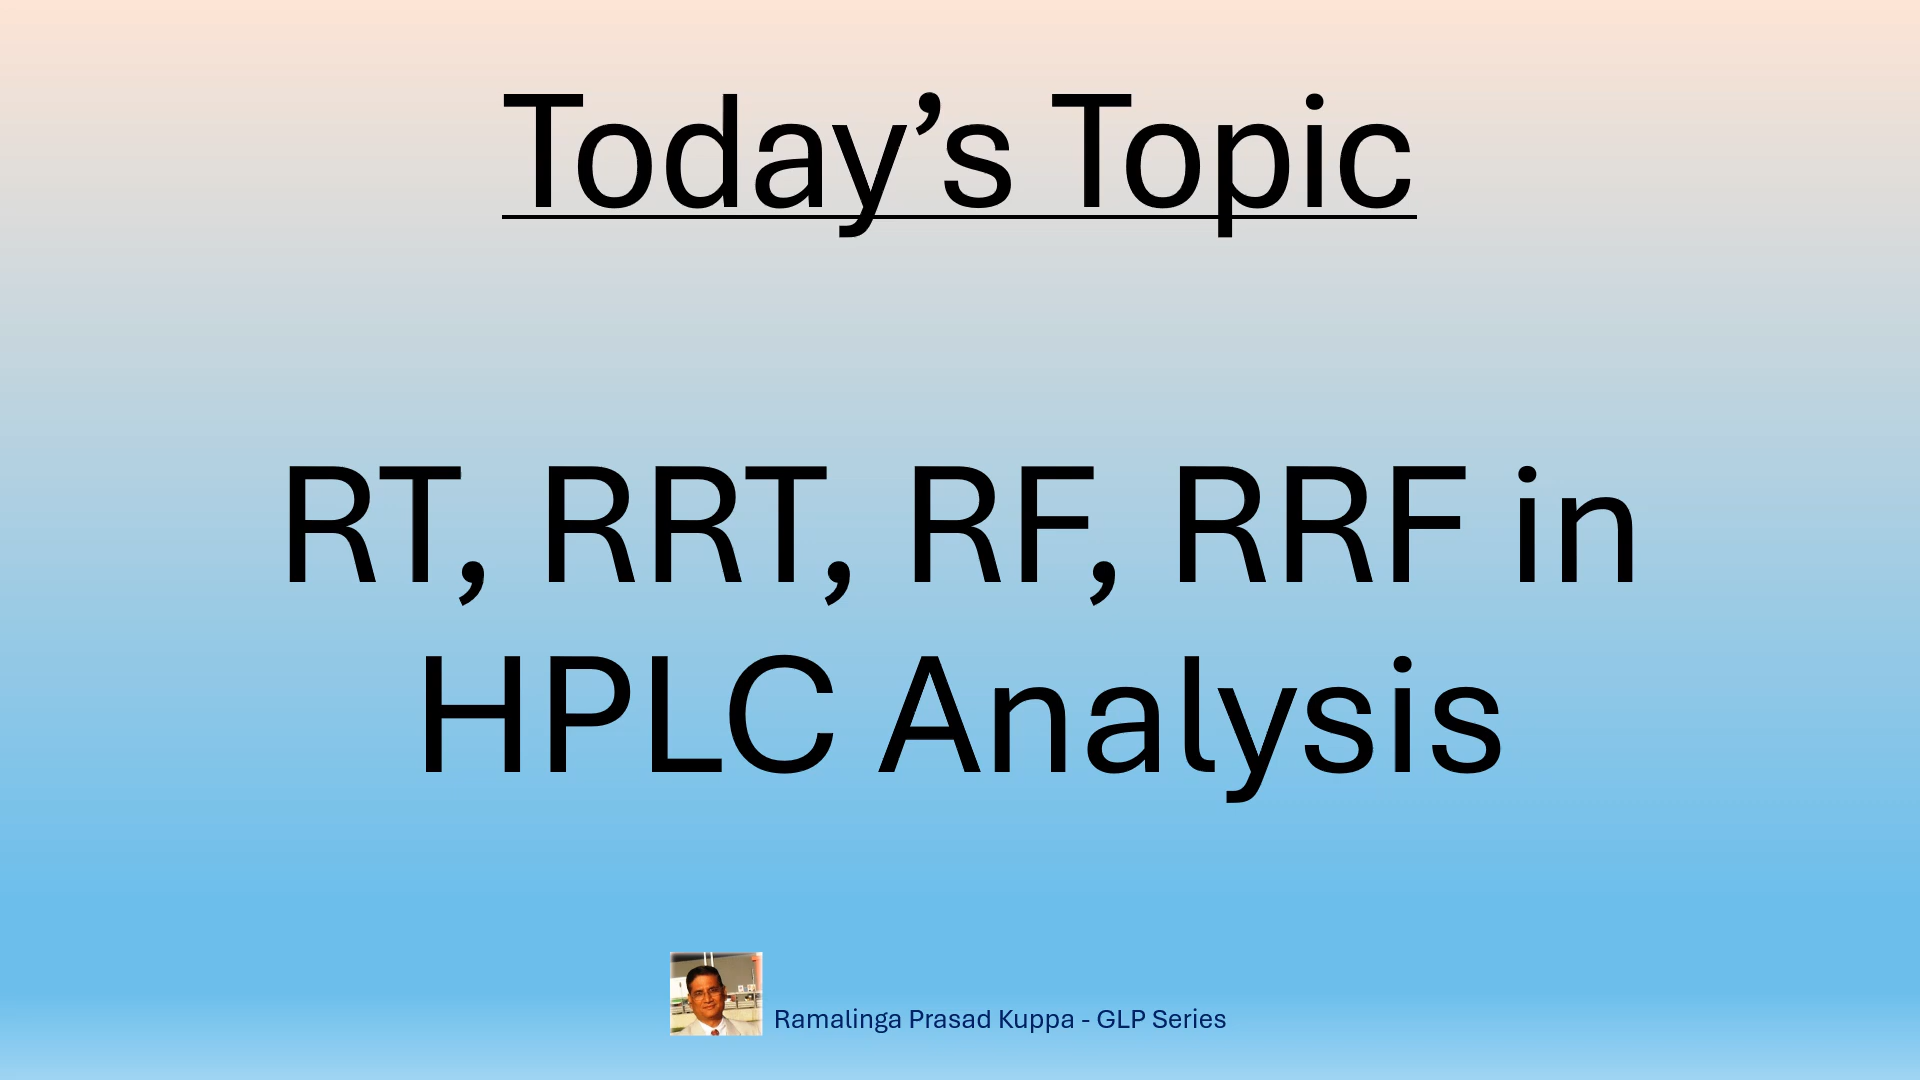 Today’s Topic
RT, RRT, RF, RRF in
HPLC Analysis
Ramalinga Prasad Kuppa - GLP Series